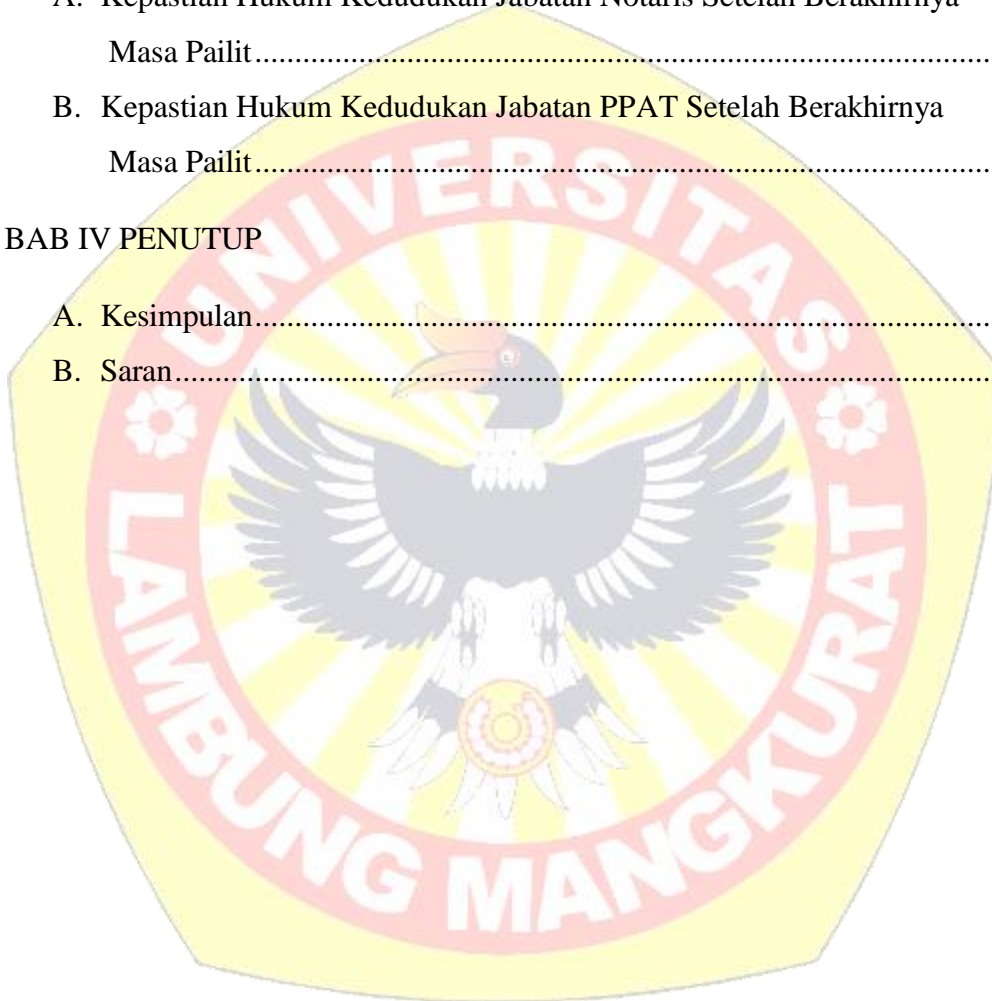 A. Kepastian Hukum Kedudukan Jabatan Notaris Setelah Berakhirnya
Masa Pailit...........................................................................................
B. Kepastian Hukum Kedudukan Jabatan PPAT Setelah Berakhirnya
Masa Pailit...........................................................................................
BAB IV PENUTUP
A. Kesimpulan...........................................................................................
B. Saran....................................................................................................
UNIVERSITAS
LAMBUNG MANGKURAT